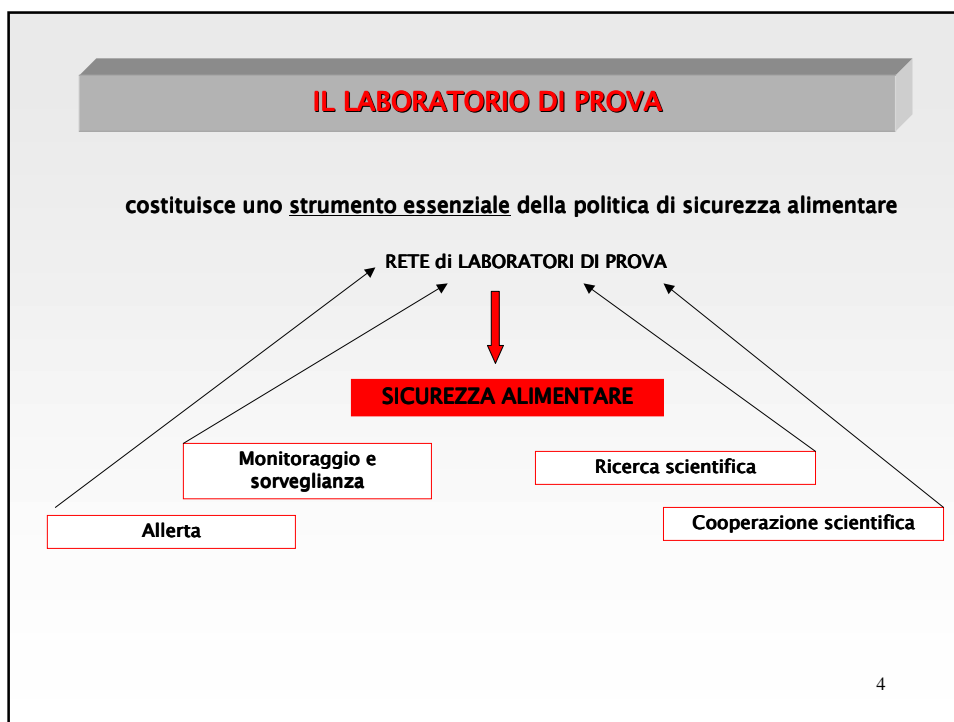 IL LABORATORIO DI PROVA
costituisce uno strumento essenziale della politica di sicurezza alimentare
RETE di LABORATORI DI PROVA
SICUREZZA ALIMENTARE
Monitoraggio e
sorveglianza
Ricerca scientifica
Allerta
Cooperazione scientifica
4